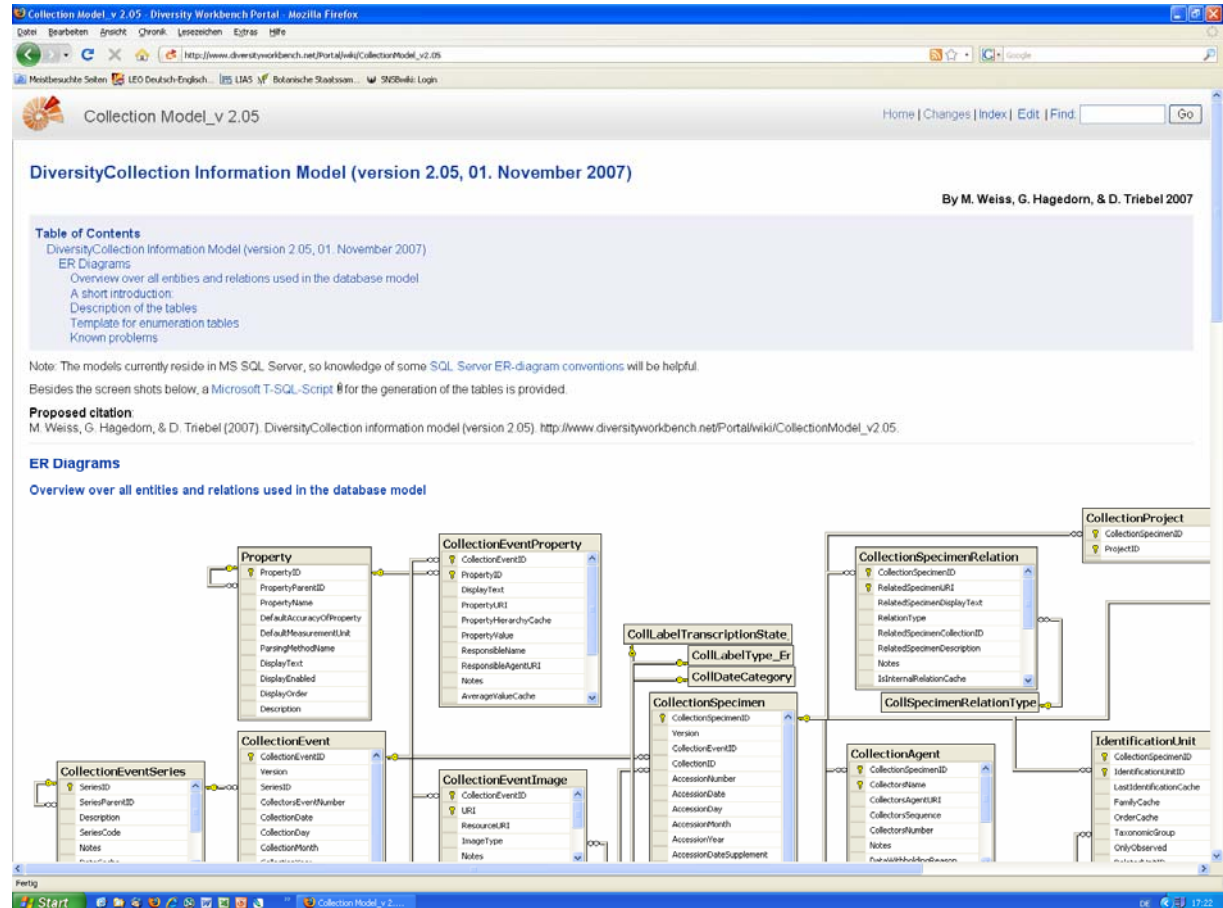 Collection Model_v 2.05 - Diversity Workbench Portal - Mozilla Firefox
Datei Bearbeiten Ansicht Chronik Lesezeichen Extras Hilfe
http://www.diversityworkbench.net/Portal/wiki/CollectionModel_v2.05
Google
Meistbesuchte Seiten LEO Deutsch-Englisch... LIAS Botanische Staatssam... SNSBwiki: Login
Collection Model_v 2.05
Home | Changes | Index | Edit | Find: Go
DiversityCollection Information Model (version 2.05, 01. November 2007)
By M. Weiss, G. Hagedorn, & D. Triebel 2007
Table of Contents
DiversityCollection Information Model (version 2.05, 01. November 2007)
ER Diagrams
Overview over all entities and relations used in the database model
A short introduction:
Description of the tables
Template for enumeration tables
Known problems
Note: The models currently reside in MS SQL Server, so knowledge of some SQL Server ER-diagram conventions will be helpful.
Besides the screen shots below, a Microsoft T-SQL-Script for the generation of the tables is provided.
Proposed citation:
M. Weiss, G. Hagedorn, & D. Triebel (2007). DiversityCollection information model (version 2.05). http://www.diversityworkbench.net/Portal/wiki/CollectionModel_v2.05.
ER Diagrams
Overview over all entities and relations used in the database model
Property
PropertyID
PropertyParentID
PropertyName
DefaultAccuracyOfProperty
DefaultMeasurementUnit
ParsingMethodName
DisplayText
DisplayEnabled
DisplayOrder
Description
CollectionEventProperty
CollectionEventID
PropertyID
DisplayText
PropertyURI
PropertyHierarchyCache
PropertyValue
ResponsibleName
ResponsibleAgentURI
Notes
AverageValueCache
CollLabelTranscriptionState_
CollLabelType_Er
CollDateCategory
CollectionSpecimenRelation
CollectionSpecimenID
RelatedSpecimenURI
RelatedSpecimenDisplayText
RelationType
RelatedSpecimenCollectionID
RelatedSpecimenDescription
Notes
IsInternalRelationCache
CollSpecimenRelationType_
CollectionProject
CollectionSpecimenID
ProjectID
CollectionEventSeries
SeriesID
SeriesParentID
Description
SeriesCode
Notes
DateCache
CollectionEvent
CollectionEventID
Version
SeriesID
CollectorsEventNumber
CollectionDate
CollectionDay
CollectionMonth
CollectionYear
CollectionEventImage
CollectionEventID
URI
ResourceURI
ImageType
Notes
CollectionSpecimen
CollectionSpecimenID
Version
CollectionEventID
CollectionID
AccessionNumber
AccessionDate
AccessionDay
AccessionMonth
AccessionYear
AccessionDateSupplement
CollectionAgent
CollectionSpecimenID
CollectorsName
CollectorsAgentURI
CollectorsSequence
CollectorsNumber
Notes
DataWithholdingReason
IdentificationUnit
CollectionSpecimenID
IdentificationUnitID
LastIdentificationCache
FamilyCache
OrderCache
TaxonomicGroup
OnlyObserved
RelatedUnitID
Fertig
Start
Collection Model_v 2....
DE 17:22